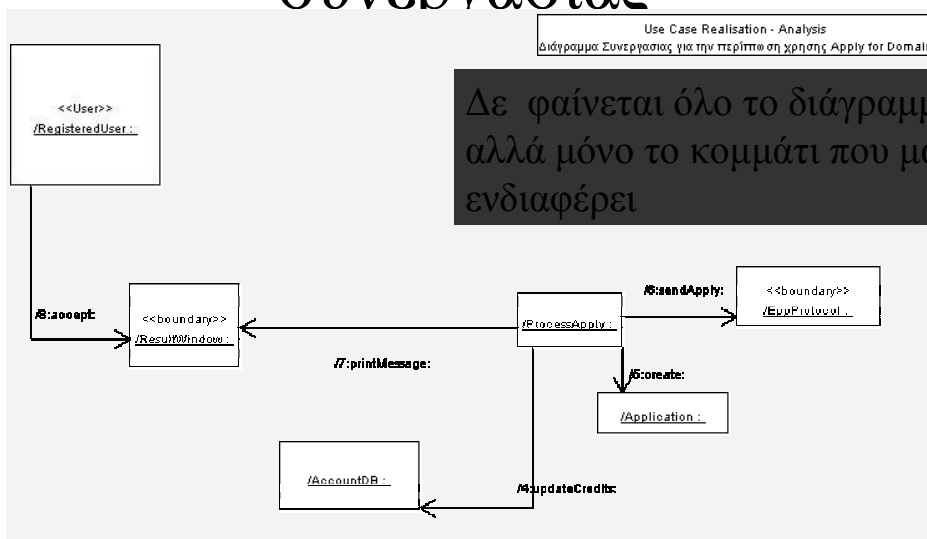 συνεργασίας
Use Case Realisation - Analysis
Διάγραμμα Συνεργασιας για την περίπτωση χρησης Apply for Domain
Δε φαίνεται όλο το διάγραμμ
αλλά μόνο το κομμάτι που μα
ενδιαφέρει
<<User>>
/RegisteredUser :
/8:accept:
<<boundary>>
/ResultWindow :
/7:printMessage:
/ProcessApply :
/6:sendApply:
<<boundary>>
/EppProtocol :
/5:create:
/Application :
/AccountDB :
/4:updateCredits: